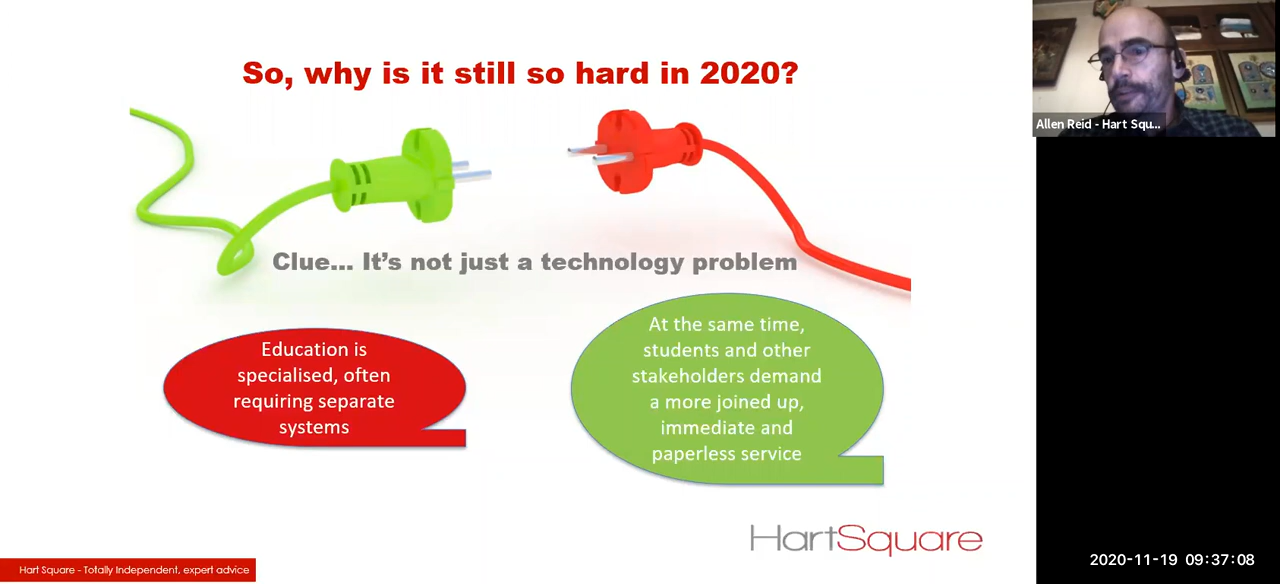 So, why is it still so hard in 2020?
Clue... It's not just a technology problem
Education is
specialised, often
requiring separate
systems
At the same time,
students and other
stakeholders demand
a more joined up,
immediate and
paperless service
HartSquare
Hart Square - Totally Independent, expert advice
Allen Reid - Hart Squ...
2020-11-19 09:37:08